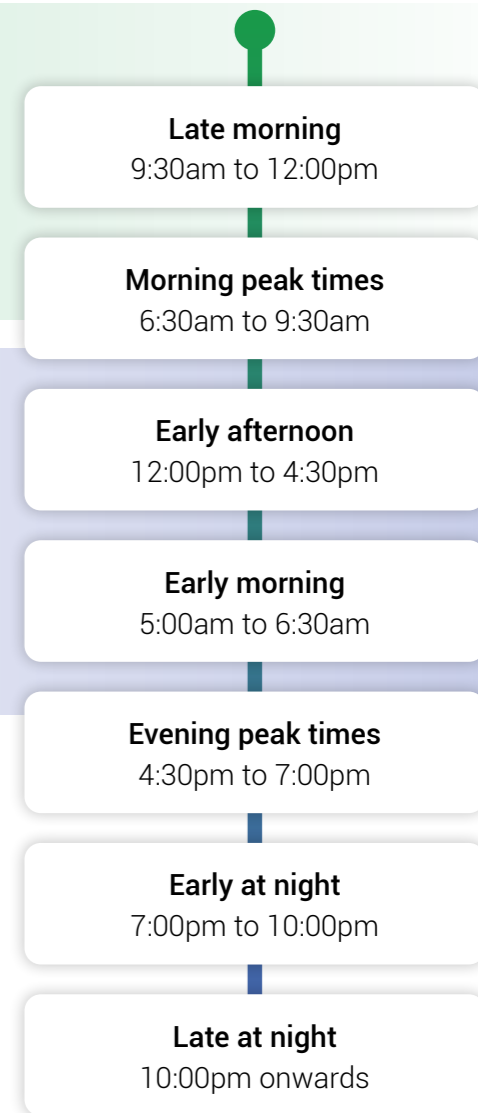 Late morning
9:30am to 12:00pm
Morning peak times
6:30am to 9:30am
Early afternoon
12:00pm to 4:30pm
Early morning
5:00am to 6:30am
Evening peak times
4:30pm to 7:00pm
Early at night
7:00pm to 10:00pm
Late at night
10:00pm onwards